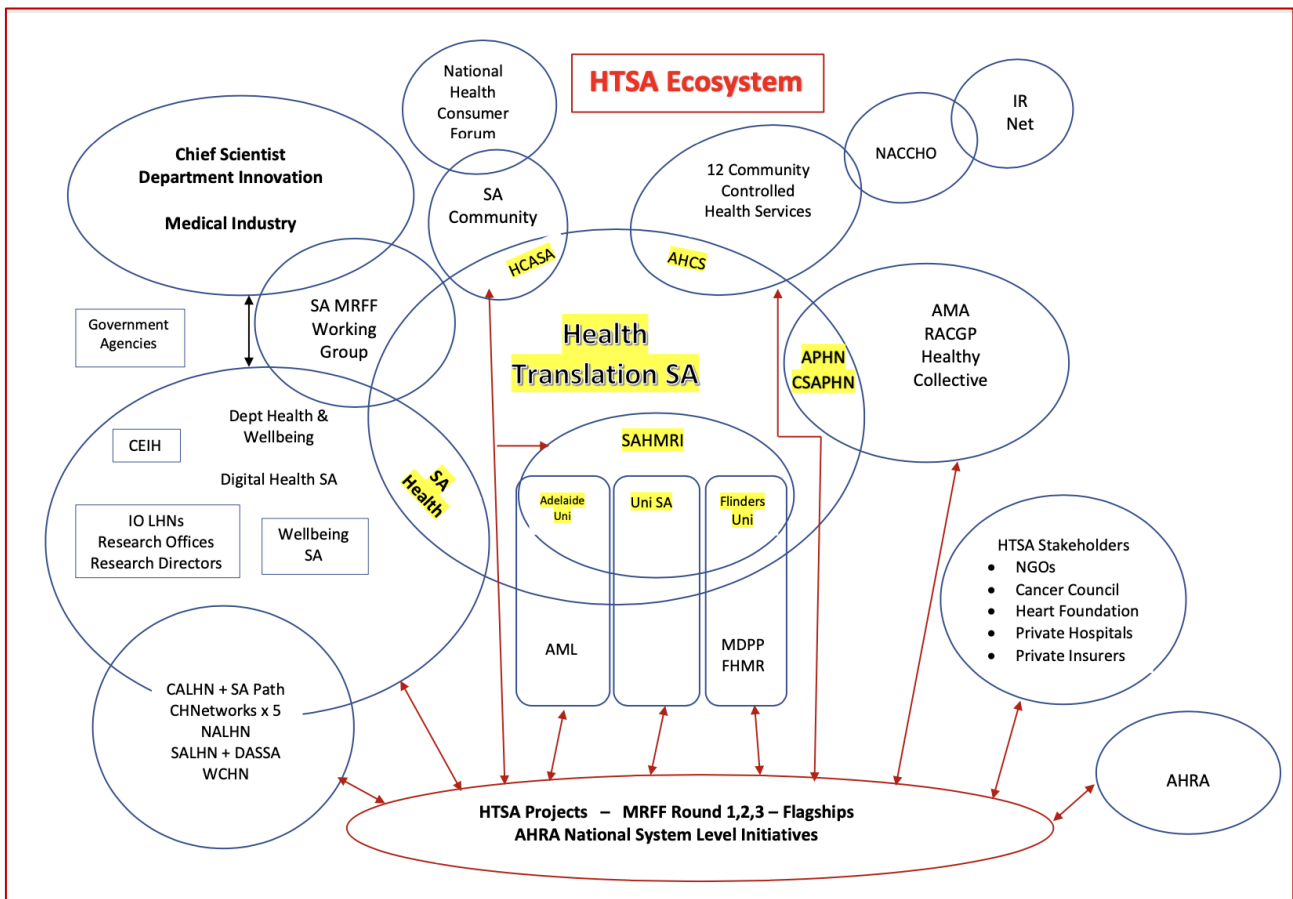 HTSA Ecosystem
National
Health
Consumer
Forum
IR
Net
NACCHO
Chief Scientist
Department Innovation
Medical Industry
SA
Community
12 Community
Controlled
Health Services
HCASA
AHCS
SA MRFF
Working
Group
Government
Agencies
Health
Translation SA
APHN
CSAPHN
AMA
RACGP
Healthy
Collective
Dept Health &
Wellbeing
CEIH
Digital Health SA
SA
Health
IO LHNs
Research Offices
Research Directors
Wellbeing
SA
SAHMRI
Adelaide
Uni
Uni SA
Flinders
Uni
AML
MDPP
FHMR
HTSA Stakeholders
• NGOs
• Cancer Council
• Heart Foundation
• Private Hospitals
• Private Insurers
CALHN + SA Path
CHNetworks x 5
NALHN
SALHN + DASSA
WCHN
AHRA
HTSA Projects – MRFF Round 1,2,3 – Flagships
AHRA National System Level Initiatives